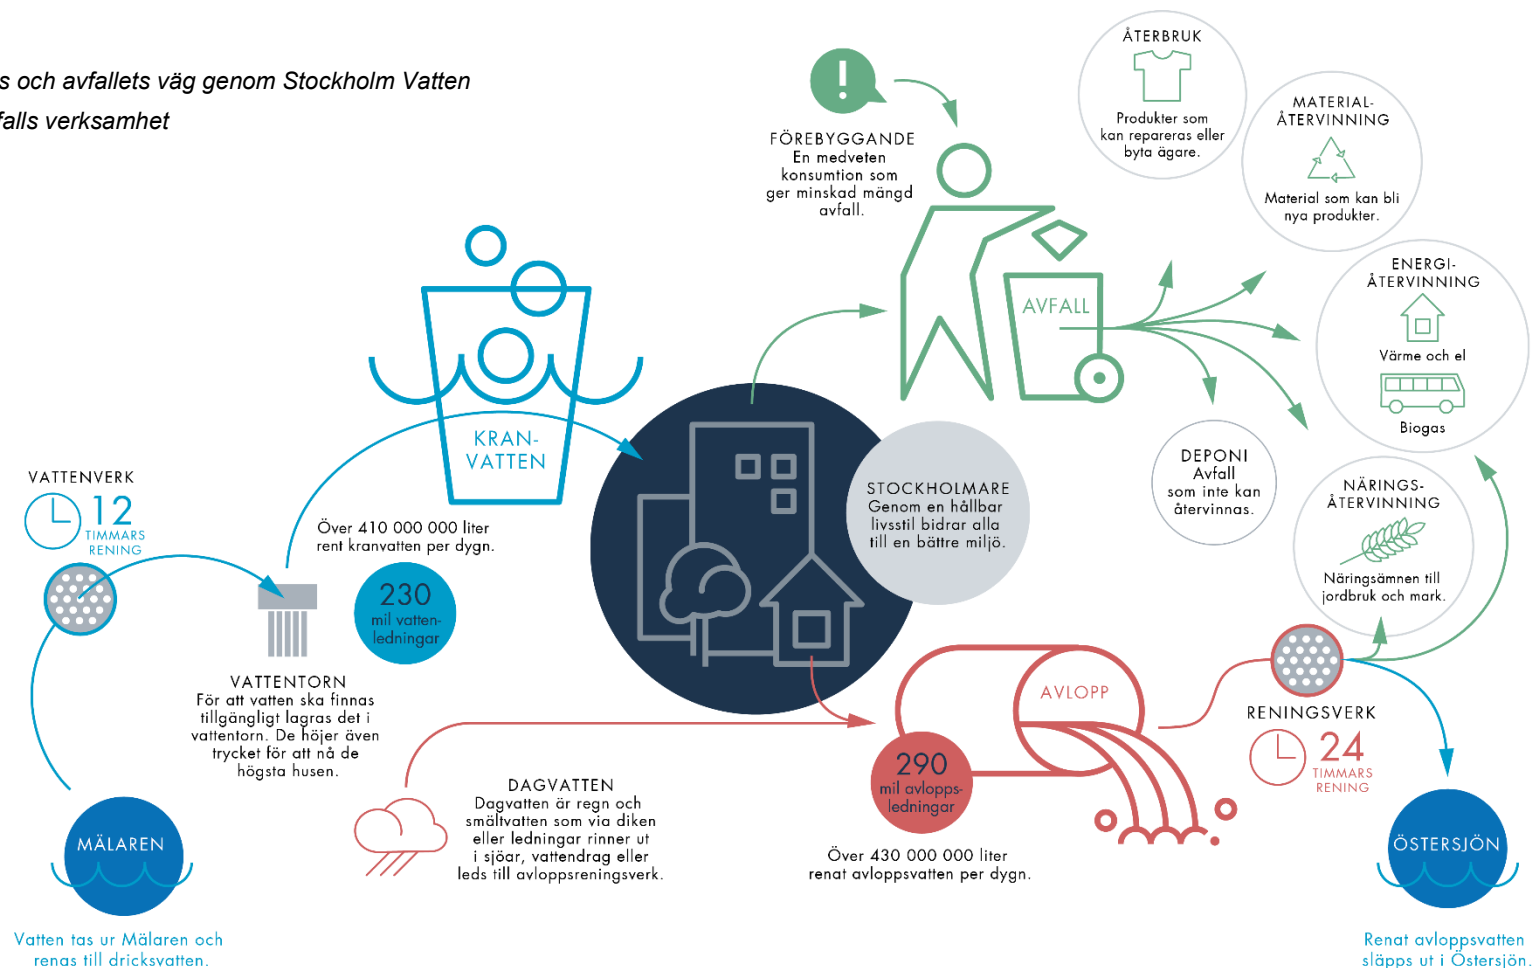 s och avfallets väg genom Stockholm Vatten
falls verksamhet
FÖREBYGGANDE
En medveten
konsumtion som
ger minskad mängd
avfall.
ÅTERBRUK
Produkter som
kan repareras eller
byta ägare.
MATERIAL-
ÅTERVINNING
Material som kan bli
nya produkter.
ENERGI-
ÅTERVINNING
Värme och el
Biogas
AVFALL
DEPONI
Avfall
som inte kan
återvinnas.
NÄRINGS-
ÅTERVINNING
Näringsämnen till
jordbruk och mark.
KRAN-
VATTEN
STOCKHOLMARE
Genom en hållbar
livsstil bidrar alla
till en bättre miljö.
VATTENVERK
12
TIMMARS
RENING
Över 410 000 000 liter
rent kranvatten per dygn.
230
mil vatten-
ledningar
VATTENTORN
För att vatten ska finnas
tillgängligt lagras det i
vattentorn. De höjer även
trycket för att nå de
högsta husen.
DAGVATTEN
Dagvatten är regn och
smältvatten som via diken
eller ledningar rinner ut
i sjöar, vattendrag eller
leds till avloppsreningsverk.
AVLOPP
290
mil avlopps-
ledningar
Över 430 000 000 liter
renat avloppsvatten per dygn.
RENINGSVERK
24
TIMMARS
RENING
MÄLAREN
Vatten tas ur Mälaren och
renas till dricksvatten.
ÖSTERSJÖN
Renat avloppsvatten
släpps ut i Östersjön.